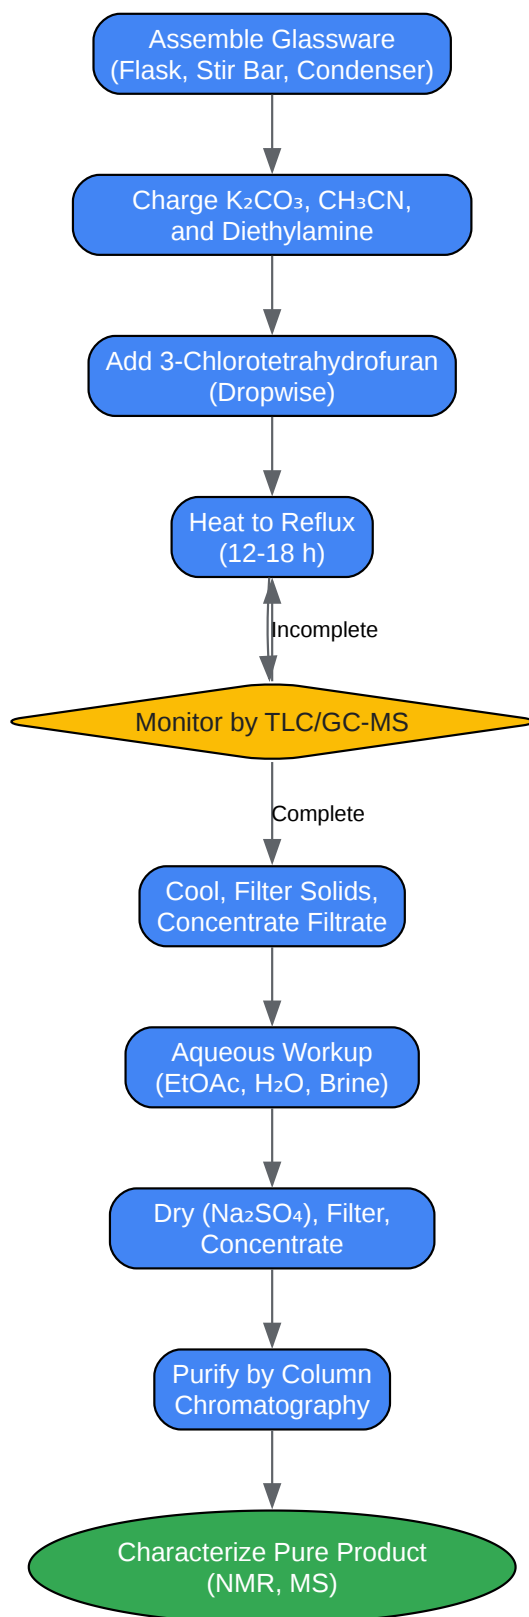 Assemble Glassware
(Flask, Stir Bar, Condenser)
Charge K₂CO₃, CH₃CN,
and Diethylamine
Add 3-Chlorotetrahydrofuran
(Dropwise)
Heat to Reflux
(12-18 h)
Incomplete
Monitor by TLC/GC-MS
Complete
Cool, Filter Solids,
Concentrate Filtrate
Aqueous Workup
(EtOAc, H₂O, Brine)
Dry (Na₂SO₄), Filter,
Concentrate
Purify by Column
Chromatography
Characterize Pure Product
(NMR, MS)